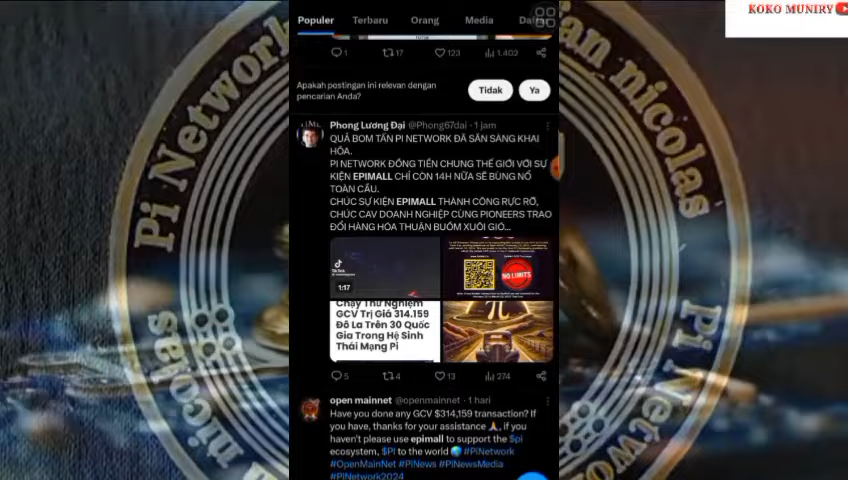 KOKO MUNIRY
Populer Terbaru Orang Media
1 17 123 1.402
Apakah postingan ini relevan dengan
pencarian Anda?
Tidak Ya
Phong Lương Đại @Phong67dai · 1 jam
QUẢ BOM TẤN PI NETWORK ĐÃ SẴN SÀNG KHAI
HỎA.
PI NETWORK ĐỒNG TIỀN CHUNG THẾ GIỚI VỚI SỰ
KIỆN EPIMALL CHỈ CÒN 14H NỮA SẼ BÙNG NỔ
TOÀN CẦU.
CHÚC SỰ KIỆN EPIMALL THÀNH CÔNG RỰC RỠ,
CHÚC CAV DOANH NGHIỆP CÙNG PIONEERS TRAO
ĐỔI HÀNG HÓA THUẬN BUỒM XUÔI GIÓ...
TikTok
1:17
NO LIMITS
Chạy Thử Nghiệm
GCV Trị Giá 314.159
Đô La Trên 30 Quốc
Gia Trong Hệ Sinh
Thái Mạng Pi
5 4 13 274
open mainnet @openmainnet · 1 hari
Have you done any GCV $314,159 transaction? If
you have, thanks for your assistance 🙏, if you
haven't please use epimall to support the $pi
ecosystem, $PI to the world 🌎 #PiNetwork
#OpenMainNet #PiNews #PiNewsMedia
#PiNetwork2024
Pi Network
nicolas
an nicolas
Pi Network